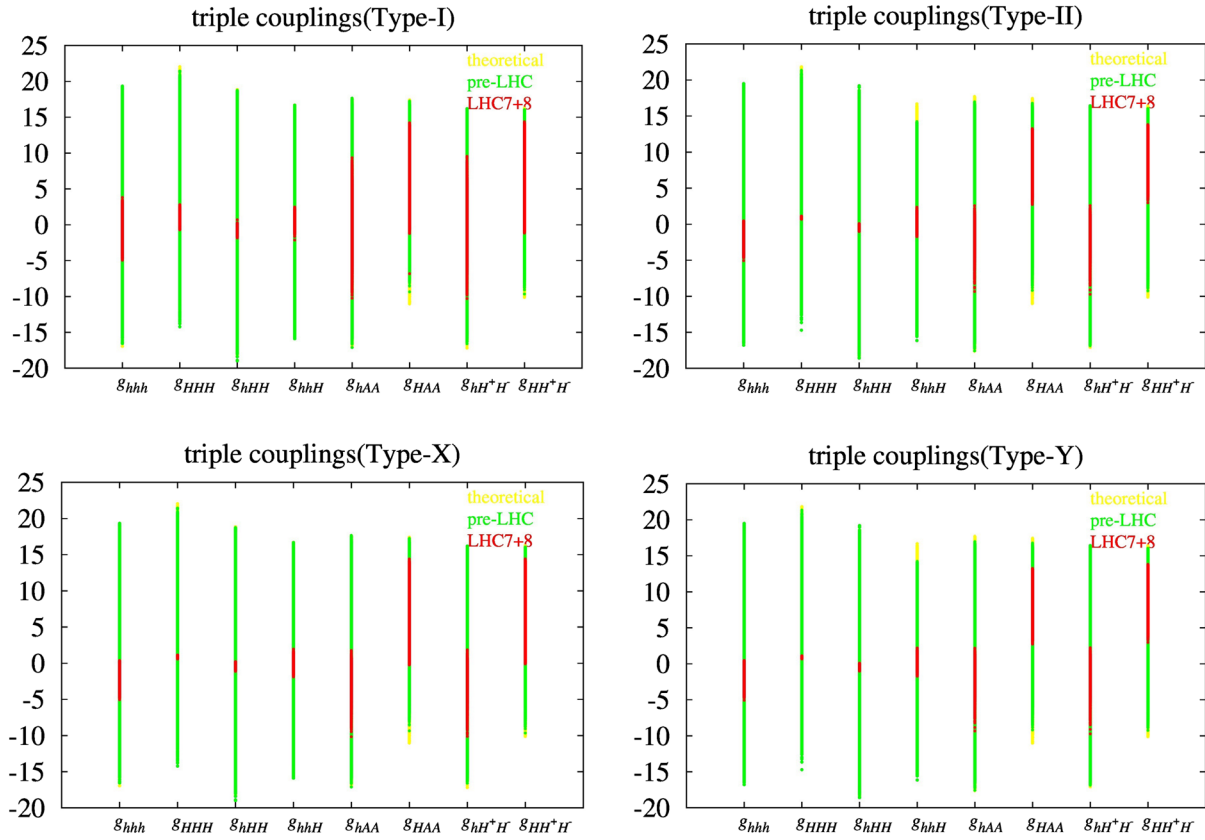 triple couplings(Type-I)
25
20
15
10
5
0
-5
-10
-15
-20
theoretical
pre-LHC
LHC7+8
g_hhh g_HHH g_hHH g_hhH g_hAA g_HAA g_hH⁺H⁻ g_HH⁺H⁻
triple couplings(Type-II)
25
20
15
10
5
0
-5
-10
-15
-20
theoretical
pre-LHC
LHC7+8
g_hhh g_HHH g_hHH g_hhH g_hAA g_HAA g_hH⁺H⁻ g_HH⁺H⁻
triple couplings(Type-X)
25
20
15
10
5
0
-5
-10
-15
-20
theoretical
pre-LHC
LHC7+8
g_hhh g_HHH g_hHH g_hhH g_hAA g_HAA g_hH⁺H⁻ g_HH⁺H⁻
triple couplings(Type-Y)
25
20
15
10
5
0
-5
-10
-15
-20
theoretical
pre-LHC
LHC7+8
g_hhh g_HHH g_hHH g_hhH g_hAA g_HAA g_hH⁺H⁻ g_HH⁺H⁻